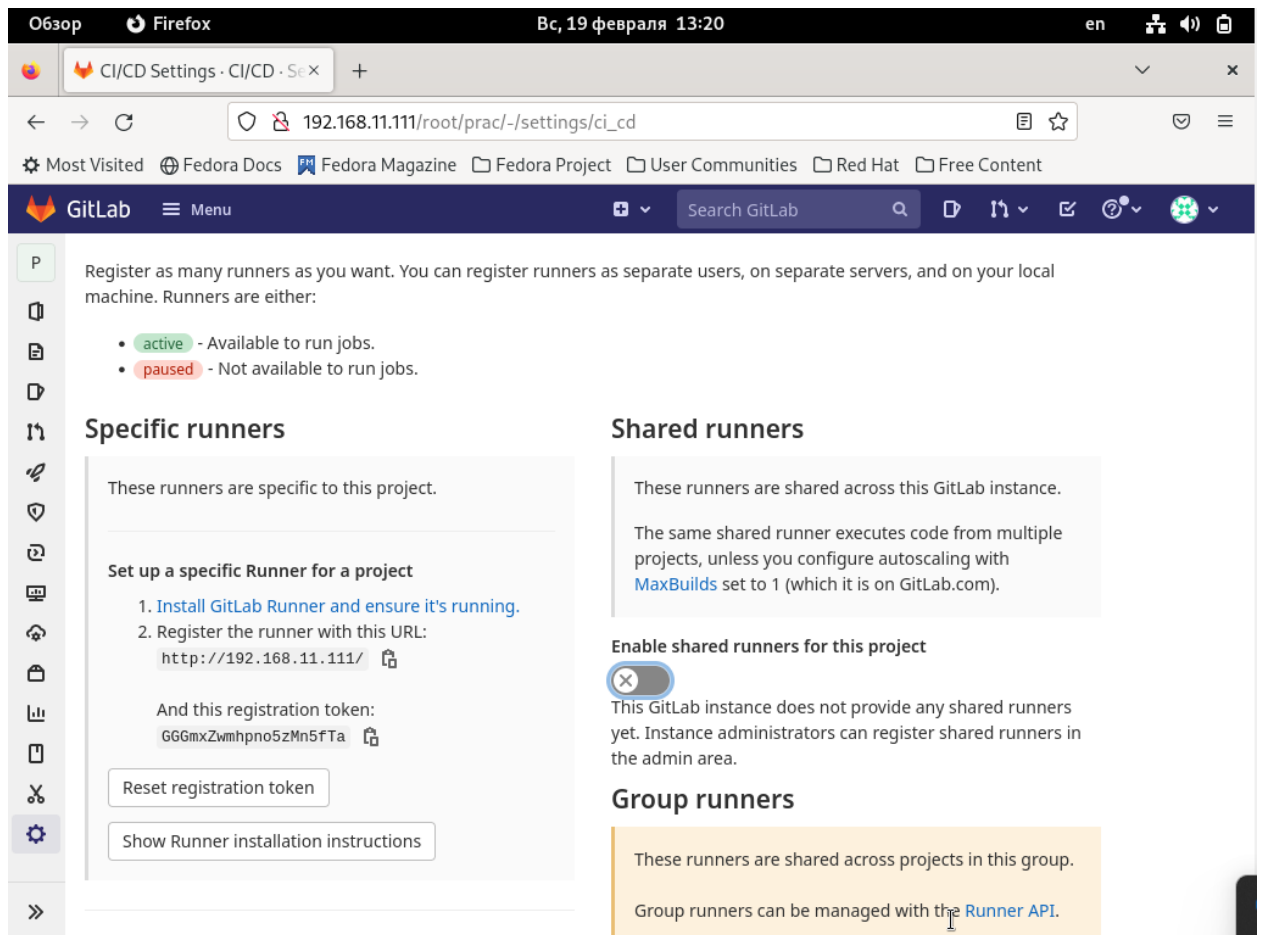 Обзор Firefox Вс, 19 февраля 13:20 en
CI/CD Settings · CI/CD · Se
192.168.11.111/root/prac/-/settings/ci_cd
Most Visited Fedora Docs Fedora Magazine Fedora Project User Communities Red Hat Free Content
GitLab Menu Search GitLab
P
Register as many runners as you want. You can register runners as separate users, on separate servers, and on your local
machine. Runners are either:
• active - Available to run jobs.
• paused - Not available to run jobs.
Specific runners
These runners are specific to this project.
Set up a specific Runner for a project
1. Install GitLab Runner and ensure it's running.
2. Register the runner with this URL:
http://192.168.11.111/
And this registration token:
GGGmxZwmhpno5zMn5fTa
Reset registration token
Show Runner installation instructions
Shared runners
These runners are shared across this GitLab instance.
The same shared runner executes code from multiple
projects, unless you configure autoscaling with
MaxBuilds set to 1 (which it is on GitLab.com).
Enable shared runners for this project
This GitLab instance does not provide any shared runners
yet. Instance administrators can register shared runners in
the admin area.
Group runners
These runners are shared across projects in this group.
Group runners can be managed with the Runner API.